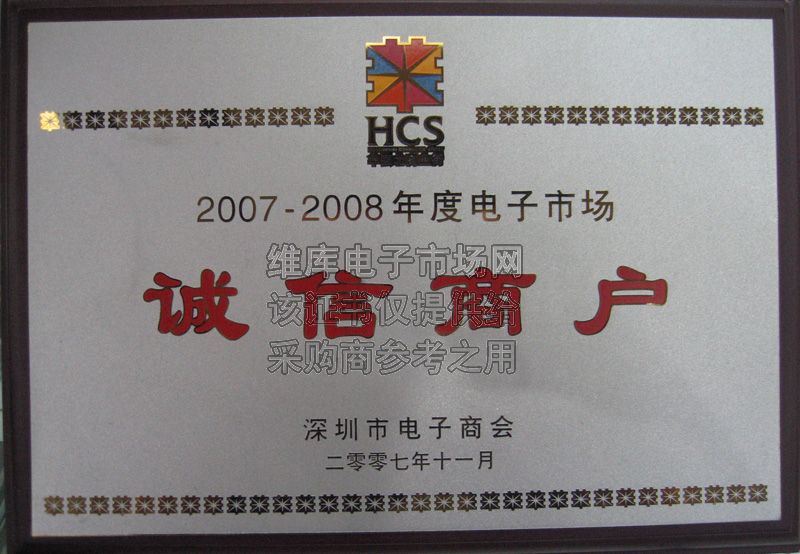 HCS
2007-2008年度电子市场
诚信商户
维库电子市场网
该证书仅提供给
采购商参考之用
深圳市电子商会
二零零七年十一月